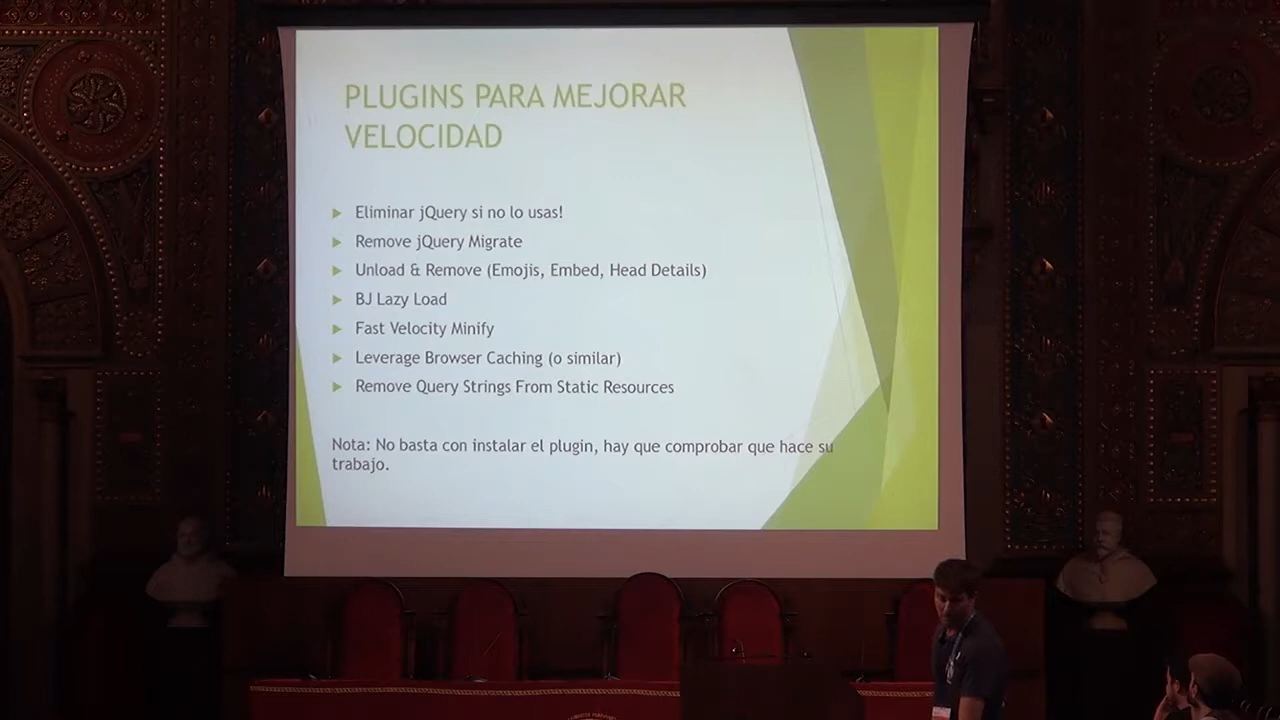 PLUGINS PARA MEJORAR
VELOCIDAD
Eliminar jQuery si no lo usas!
Remove jQuery Migrate
Unload & Remove (Emojis, Embed, Head Details)
BJ Lazy Load
Fast Velocity Minify
Leverage Browser Caching (o similar)
Remove Query Strings From Static Resources
Nota: No basta con instalar el plugin, hay que comprobar que hace su
trabajo.